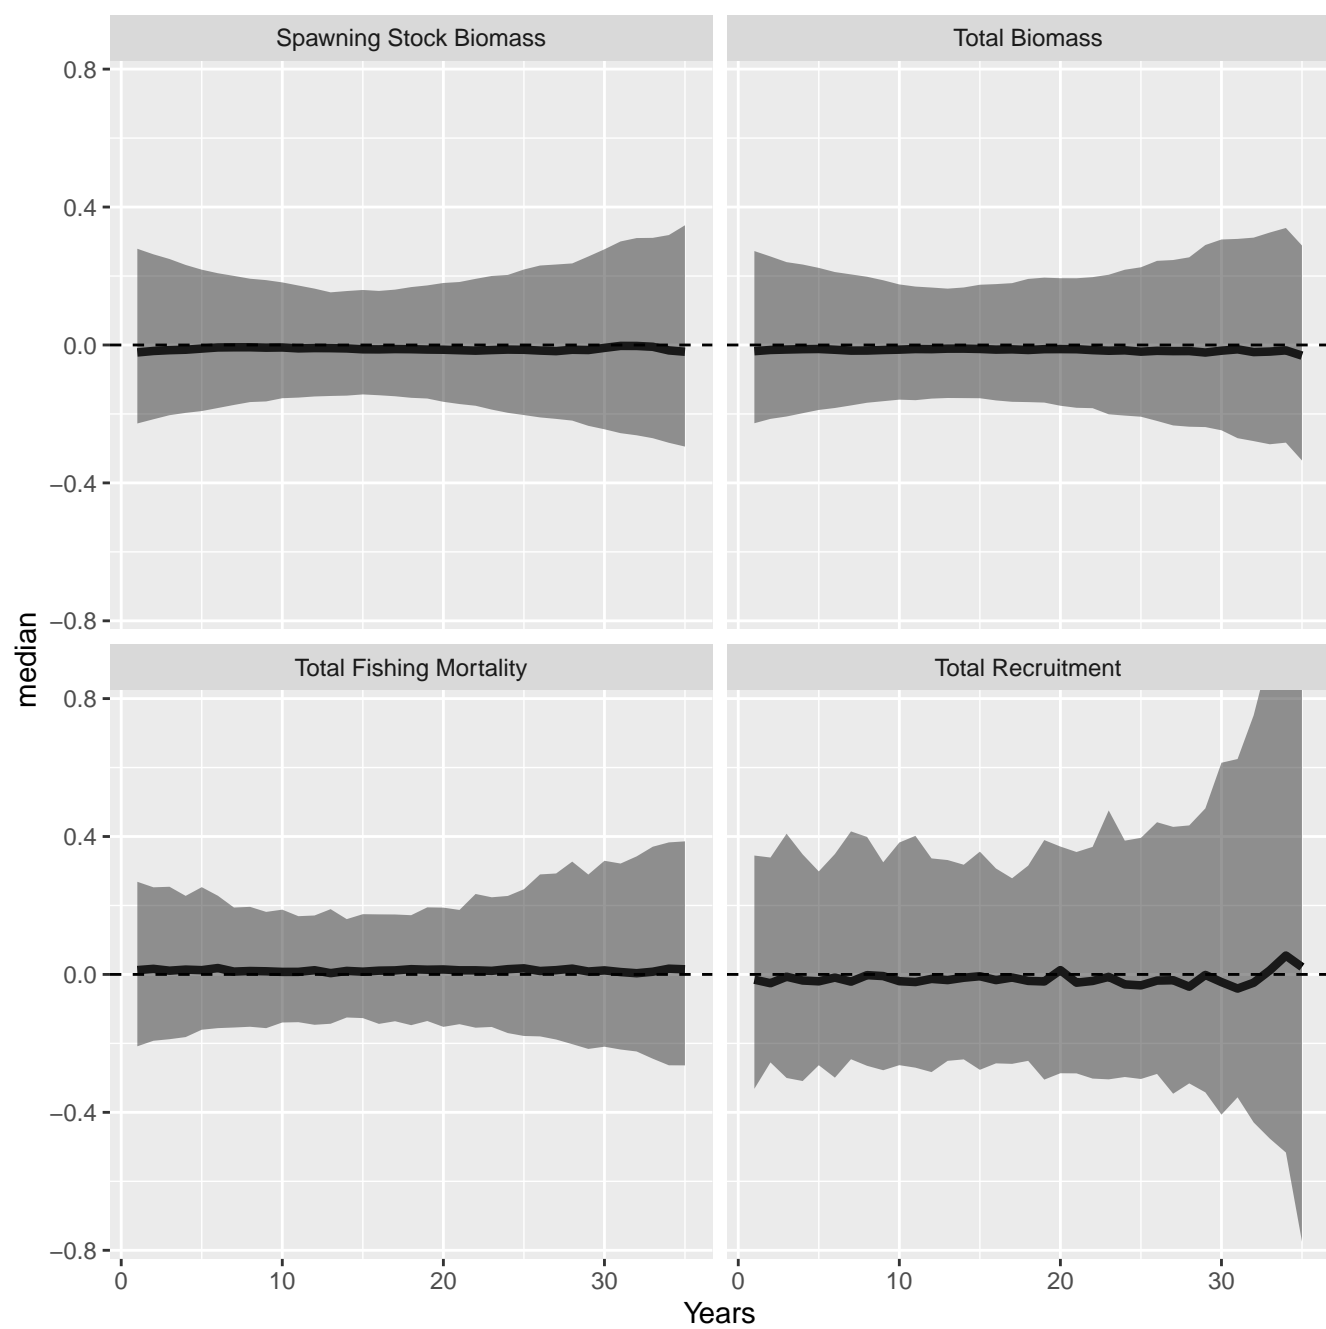 Spawning Stock Biomass
Total Biomass
0.8
0.4
0.0
−0.4
−0.8
median
Total Fishing Mortality
Total Recruitment
0.8
0.4
0.0
−0.4
−0.8
0 10 20 30
0 10 20 30
Years